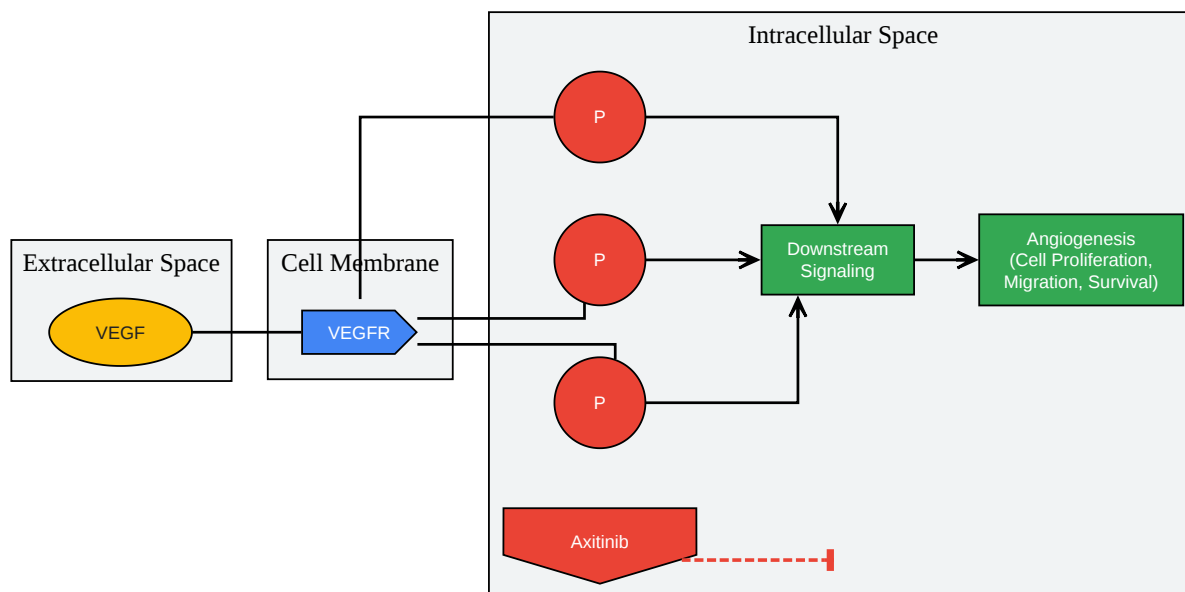 Intracellular Space
P
Extracellular Space
Cell Membrane
P
Downstream
Signaling
Angiogenesis
(Cell Proliferation,
Migration, Survival)
VEGF
VEGFR
P
Axitinib